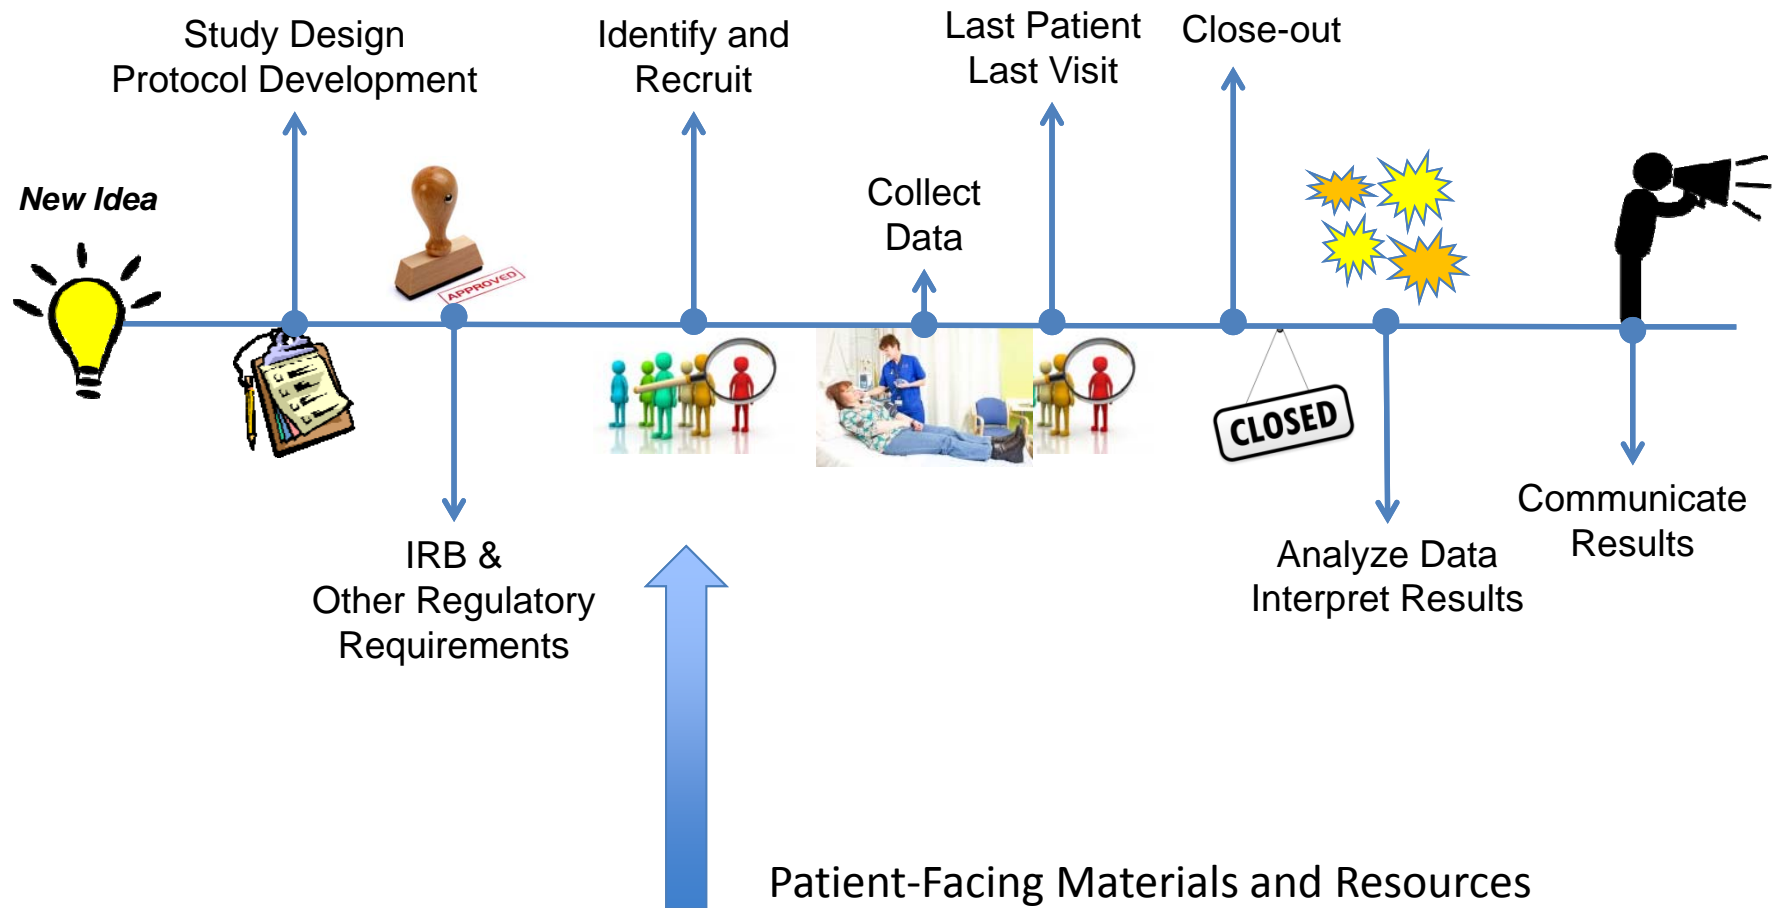 New Idea
Study Design
Protocol Development
APPROVED
IRB &
Other Regulatory
Requirements
Identify and
Recruit
Collect
Data
Last Patient
Last Visit
Close-out
CLOSED
Analyze Data
Interpret Results
Communicate
Results
Patient-Facing Materials and Resources